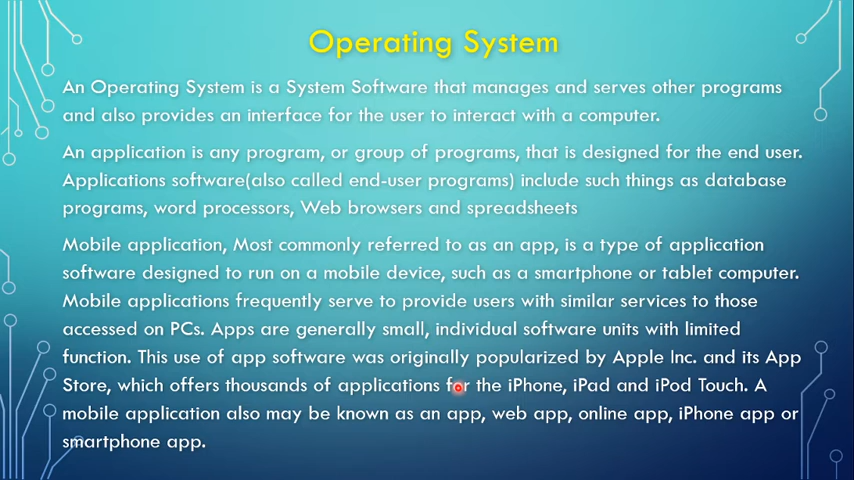 Operating System
An Operating System is a System Software that manages and serves other programs
and also provides an interface for the user to interact with a computer.
An application is any program, or group of programs, that is designed for the end user.
Applications software(also called end-user programs) include such things as database
programs, word processors, Web browsers and spreadsheets
Mobile application, Most commonly referred to as an app, is a type of application
software designed to run on a mobile device, such as a smartphone or tablet computer.
Mobile applications frequently serve to provide users with similar services to those
accessed on PCs. Apps are generally small, individual software units with limited
function. This use of app software was originally popularized by Apple Inc. and its App
Store, which offers thousands of applications for the iPhone, iPad and iPod Touch. A
mobile application also may be known as an app, web app, online app, iPhone app or
smartphone app.